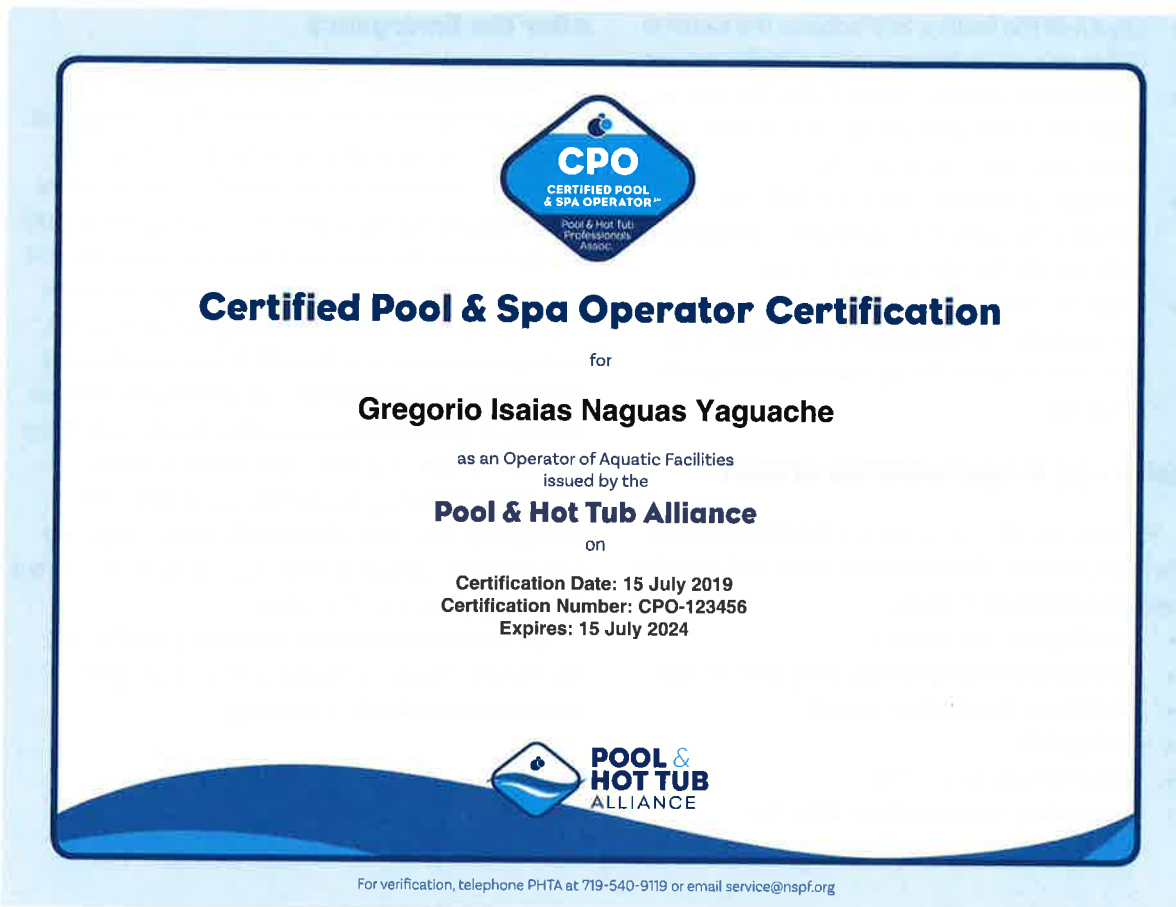 CPO
CERTIFIED POOL
& SPA OPERATOR℠
Pool & Hot Tub
Professionals
Assoc.
Certified Pool & Spa Operator Certification
for
Gregorio Isaias Naguas Yaguache
as an Operator of Aquatic Facilities
issued by the
Pool & Hot Tub Alliance
on
Certification Date: 15 July 2019
Certification Number: CPO-123456
Expires: 15 July 2024
POOL &
HOT TUB
ALLIANCE
For verification, telephone PHTA at 719-540-9119 or email service@nspf.org